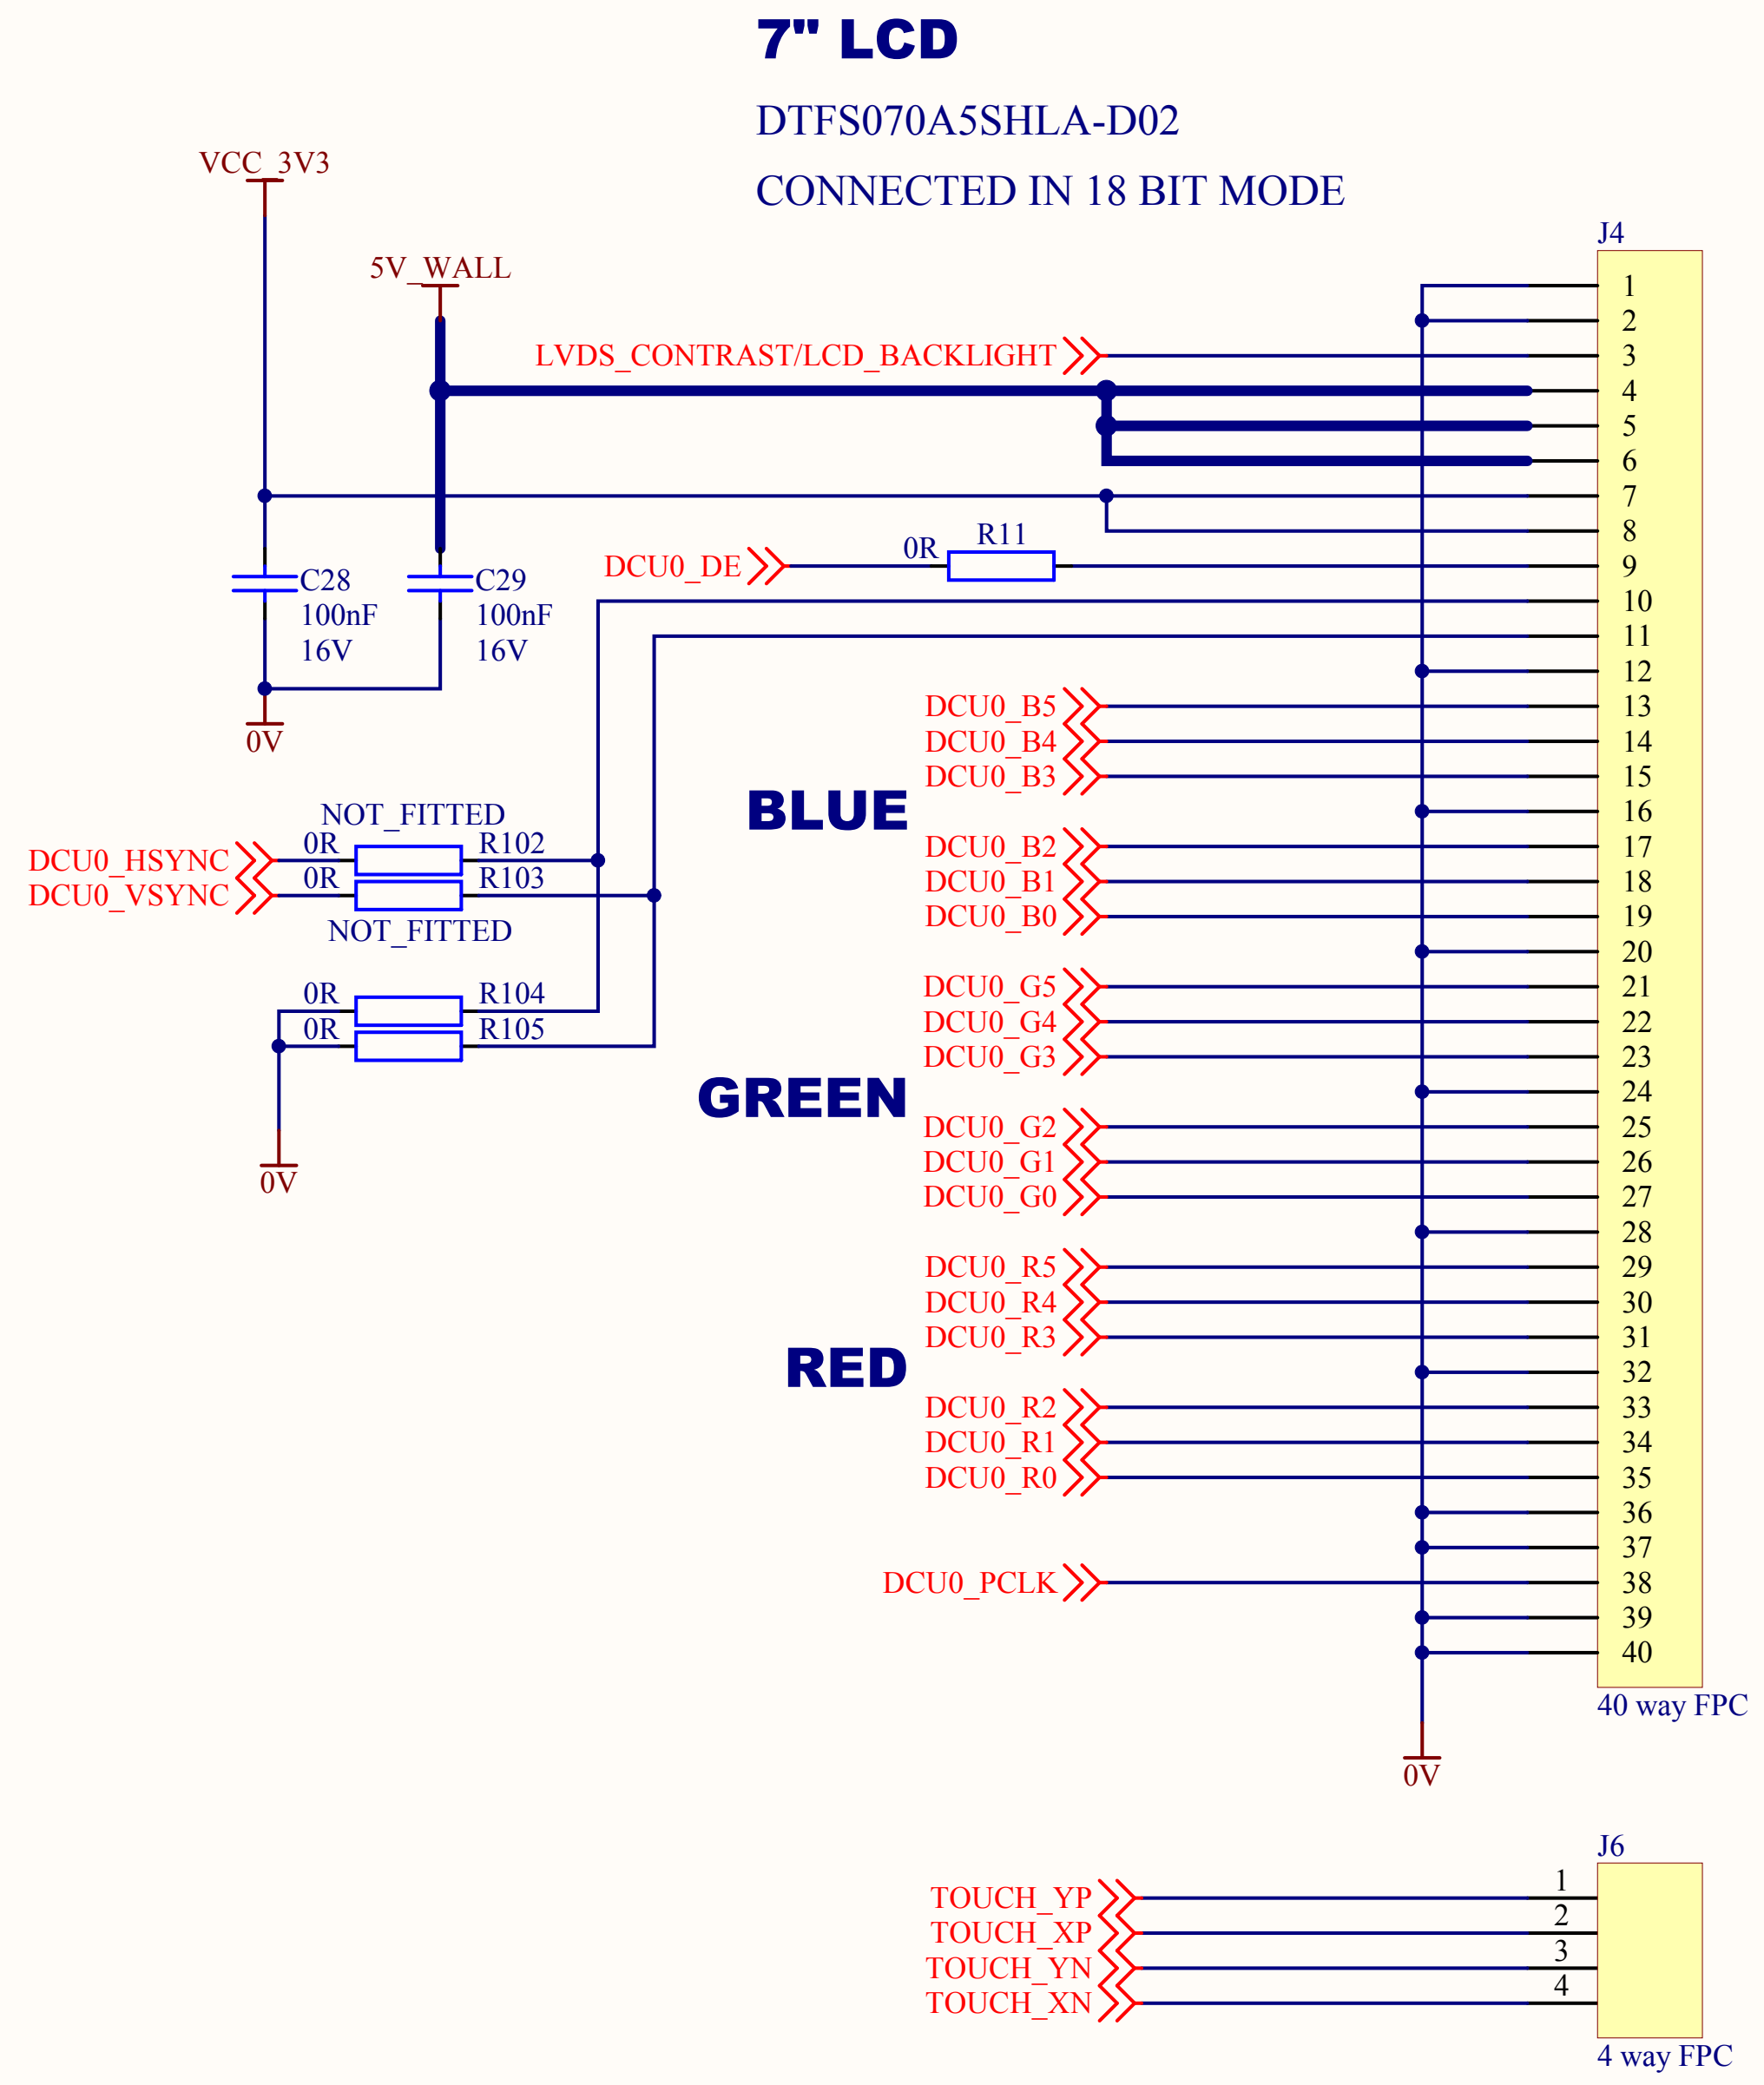 7" LCD
DTFS070A5SHLA-D02
CONNECTED IN 18 BIT MODE
VCC_3V3
5V_WALL
LVDS_CONTRAST/LCD_BACKLIGHT
DCU0_DE
0R
R11
C28
100nF
16V
C29
100nF
16V
0V
NOT_FITTED
DCU0_HSYNC
0R
R102
DCU0_VSYNC
0R
R103
NOT_FITTED
0R
R104
0R
R105
0V
BLUE
DCU0_B5
DCU0_B4
DCU0_B3
DCU0_B2
DCU0_B1
DCU0_B0
GREEN
DCU0_G5
DCU0_G4
DCU0_G3
DCU0_G2
DCU0_G1
DCU0_G0
RED
DCU0_R5
DCU0_R4
DCU0_R3
DCU0_R2
DCU0_R1
DCU0_R0
DCU0_PCLK
J4
1
2
3
4
5
6
7
8
9
10
11
12
13
14
15
16
17
18
19
20
21
22
23
24
25
26
27
28
29
30
31
32
33
34
35
36
37
38
39
40
40 way FPC
0V
J6
TOUCH_YP
1
TOUCH_XP
2
TOUCH_YN
3
TOUCH_XN
4
4 way FPC